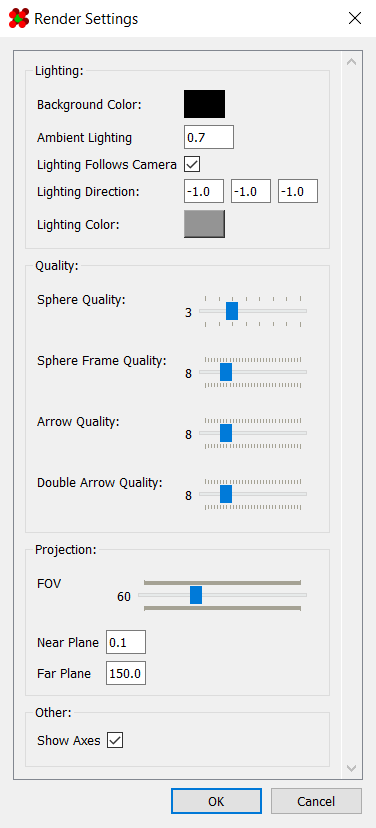 Render Settings
Lighting:
Background Color:
Ambient Lighting 0.7
Lighting Follows Camera
Lighting Direction: -1.0 -1.0 -1.0
Lighting Color:
Quality:
Sphere Quality: 3
Sphere Frame Quality: 8
Arrow Quality: 8
Double Arrow Quality: 8
Projection:
FOV 60
Near Plane 0.1
Far Plane 150.0
Other:
Show Axes
OK Cancel